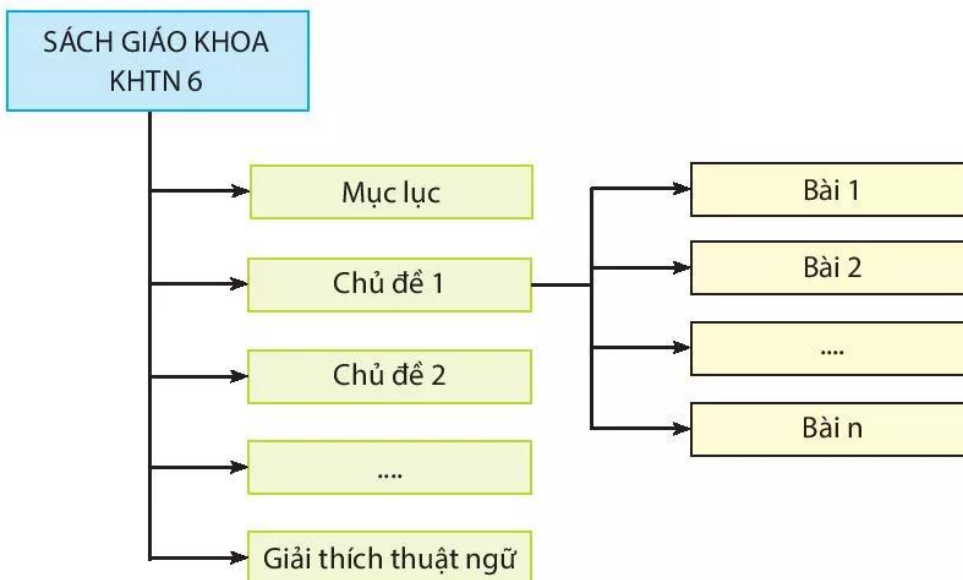 SÁCH GIÁO KHOA
KHTN 6
Mục lục
Chủ đề 1
Chủ đề 2
....
Giải thích thuật ngữ
Bài 1
Bài 2
....
Bài n